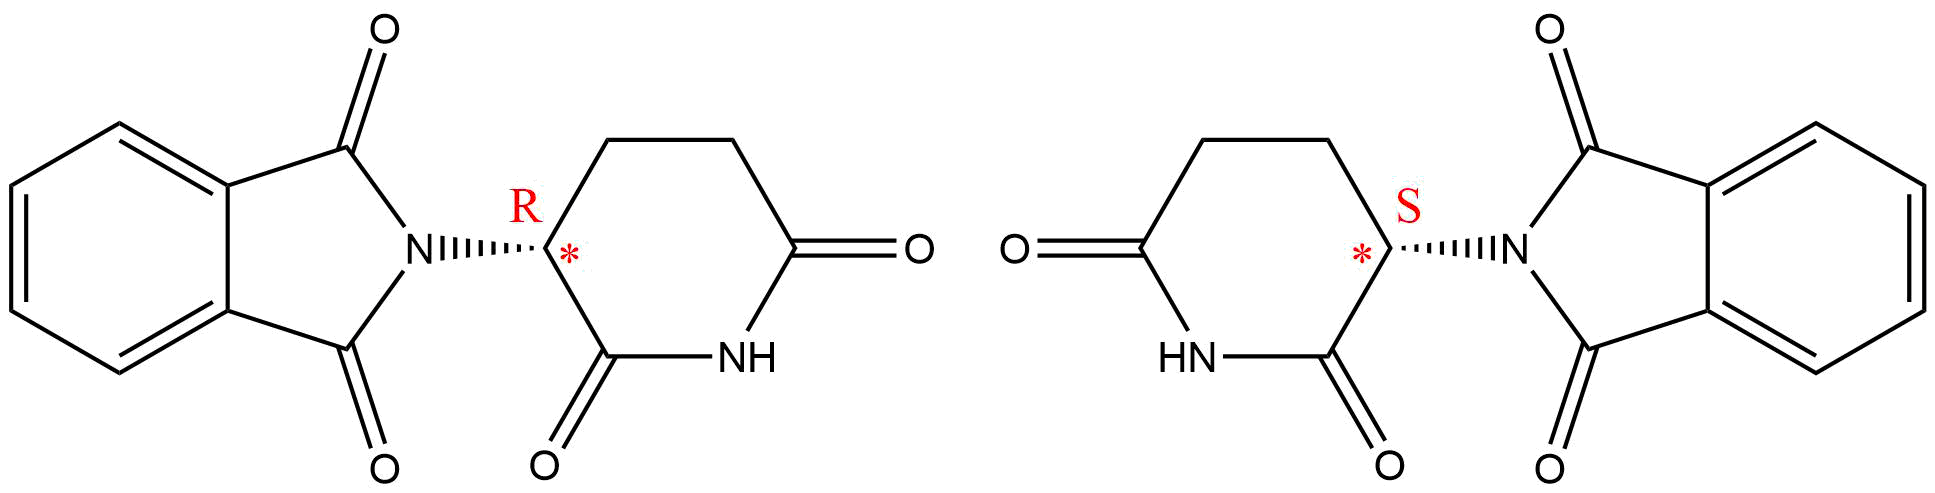 O O
R S
N * O O * N
NH HN
O O O O